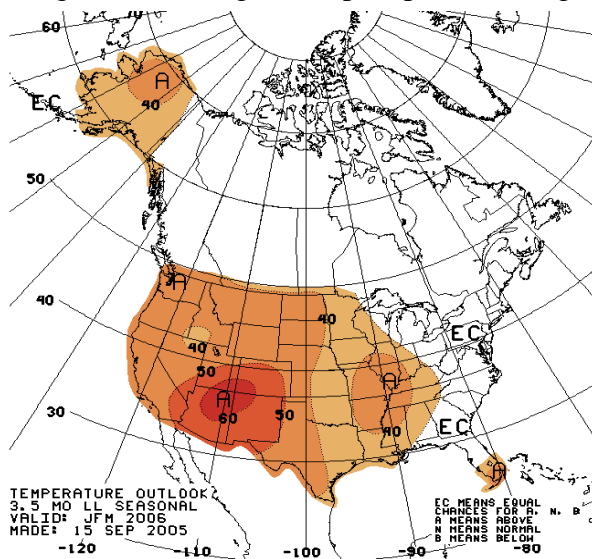 60
70
A
EC
40
50
40
A
40
40
50
A
60
50
A
40
EC
EC
30
A
TEMPERATURE OUTLOOK
3.5 MO LL SEASONAL
VALID: JFM 2006
MADE: 15 SEP 2005
EC MEANS EQUAL
CHANCES FOR A, N, B
A MEANS ABOVE
N MEANS NORMAL
B MEANS BELOW
-120
-110
-100
-90
-80